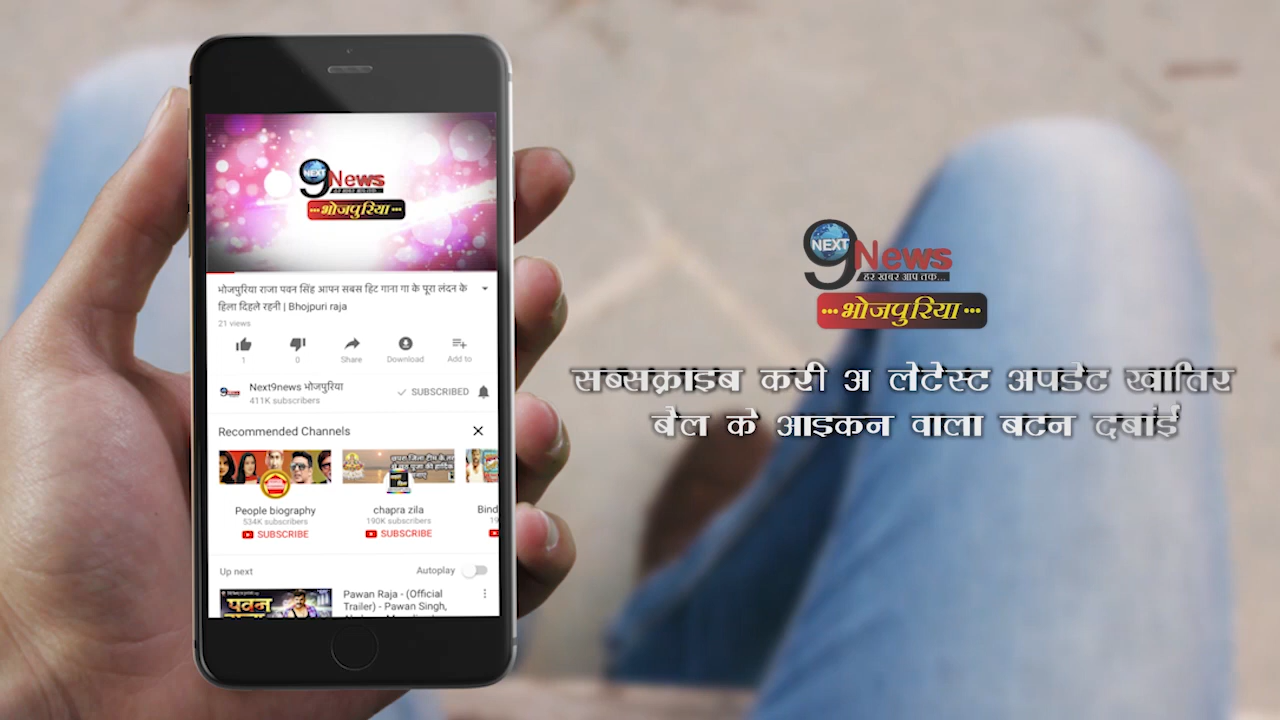 NEXT
9 News
हर खबर आप तक...
···भोजपुरिया···
भोजपुरिया राजा पवन सिंह आपन सबस हिट गाना गा के पूरा लंदन के
हिला दिहले रहनी | Bhojpuri raja
21 views
1
0
Share
Download
Add to
Next9news भोजपुरिया
411K subscribers
SUBSCRIBED
Recommended Channels
People biography
534K subscribers
SUBSCRIBE
chapra zila
190K subscribers
SUBSCRIBE
Bind
19
Up next
Autoplay
पवन
Pawan Raja - (Official
Trailer) - Pawan Singh,
NEXT
9 News
हर खबर आप तक...
···भोजपुरिया···
सब्सक्राइब करी अ लेटेस्ट अपडेट खातिर
बैल के आइकन वाला बटन दबांई